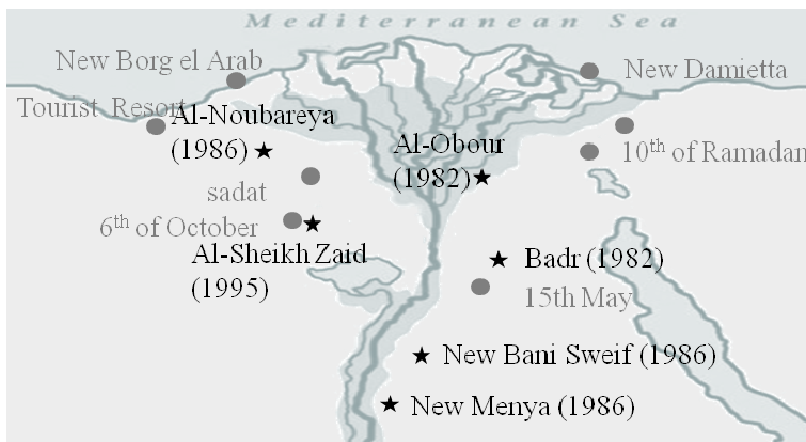 Mediterranean Sea
New Borg el Arab
New Damietta
Tourist Resort
Al-Noubareya
(1986)
Al-Obour
(1982)
10th of Ramadan
sadat
6th of October
Al-Sheikh Zaid
(1995)
Badr (1982)
15th May
New Bani Sweif (1986)
New Menya (1986)